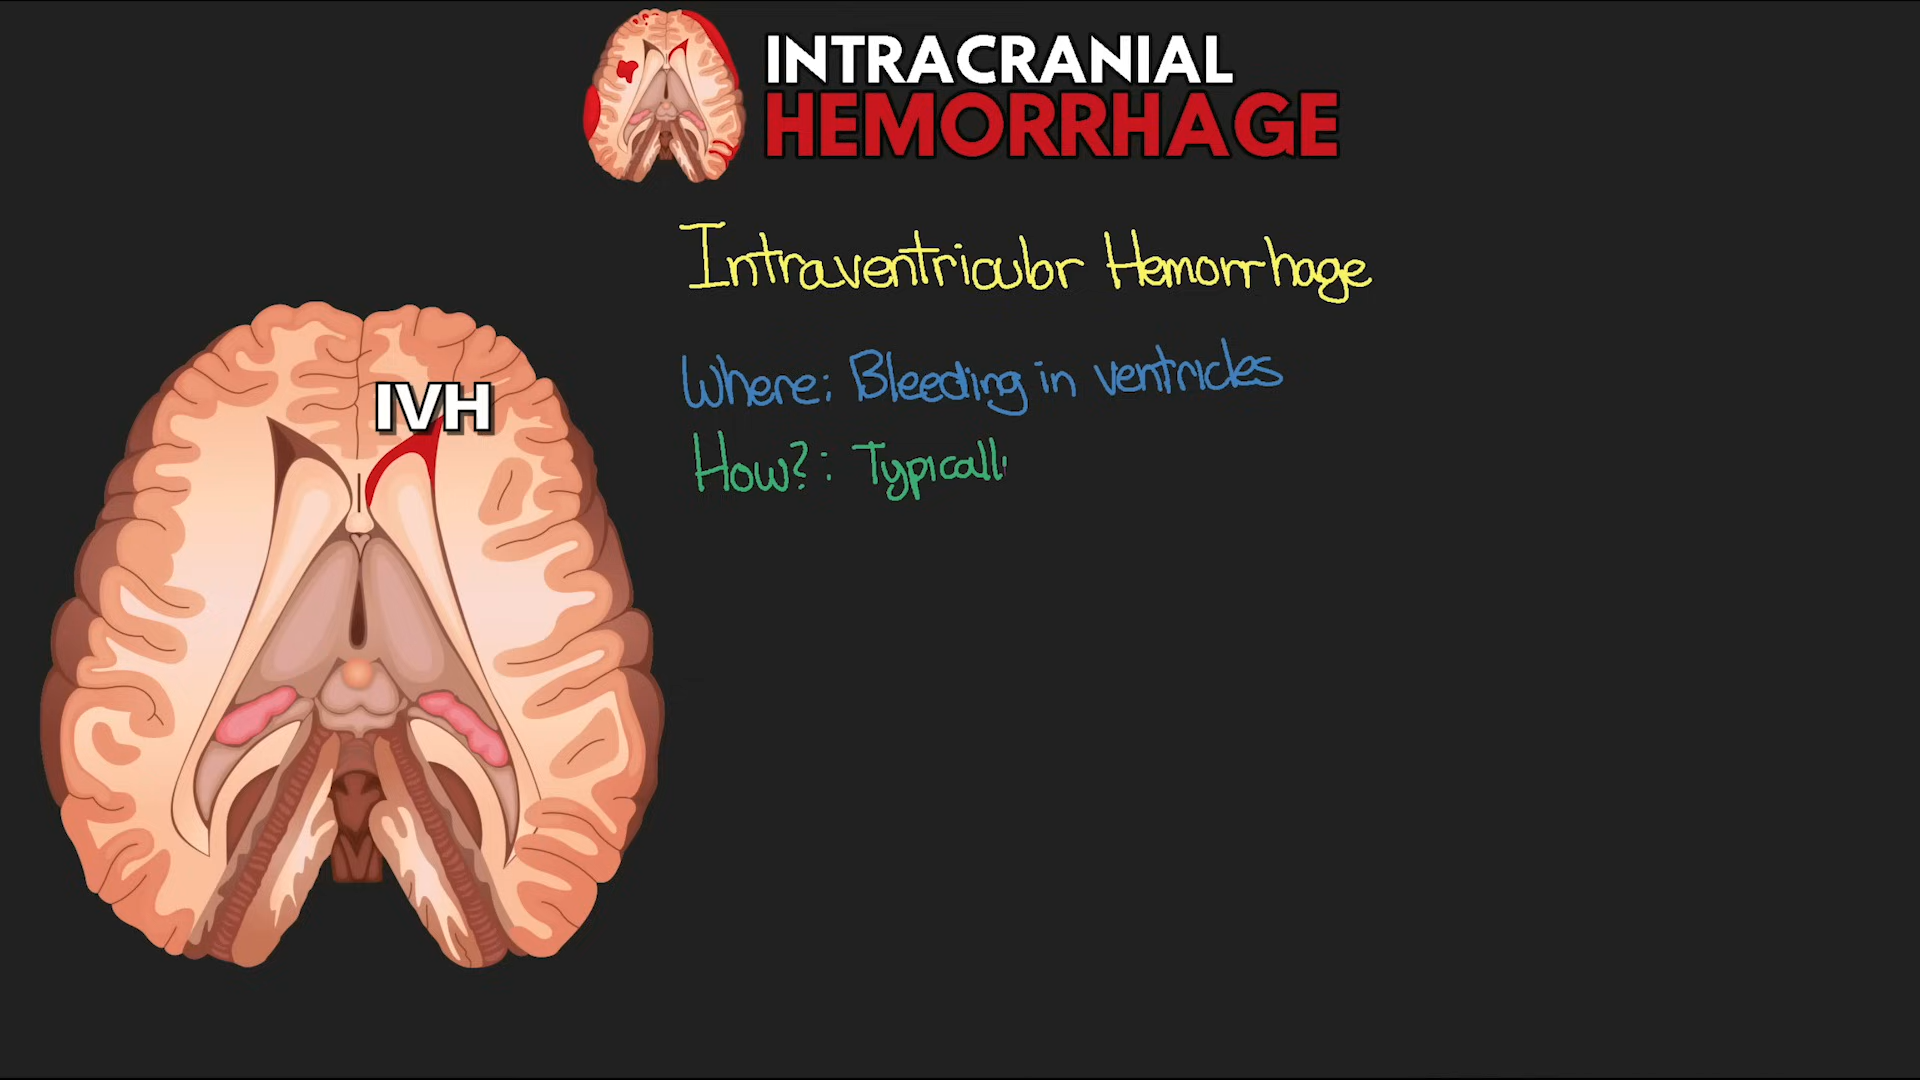 INTRACRANIAL
HEMORRHAGE
Intraventricular Hemorrhage
Where: Bleeding in ventricles
IVH
How?: Typicall